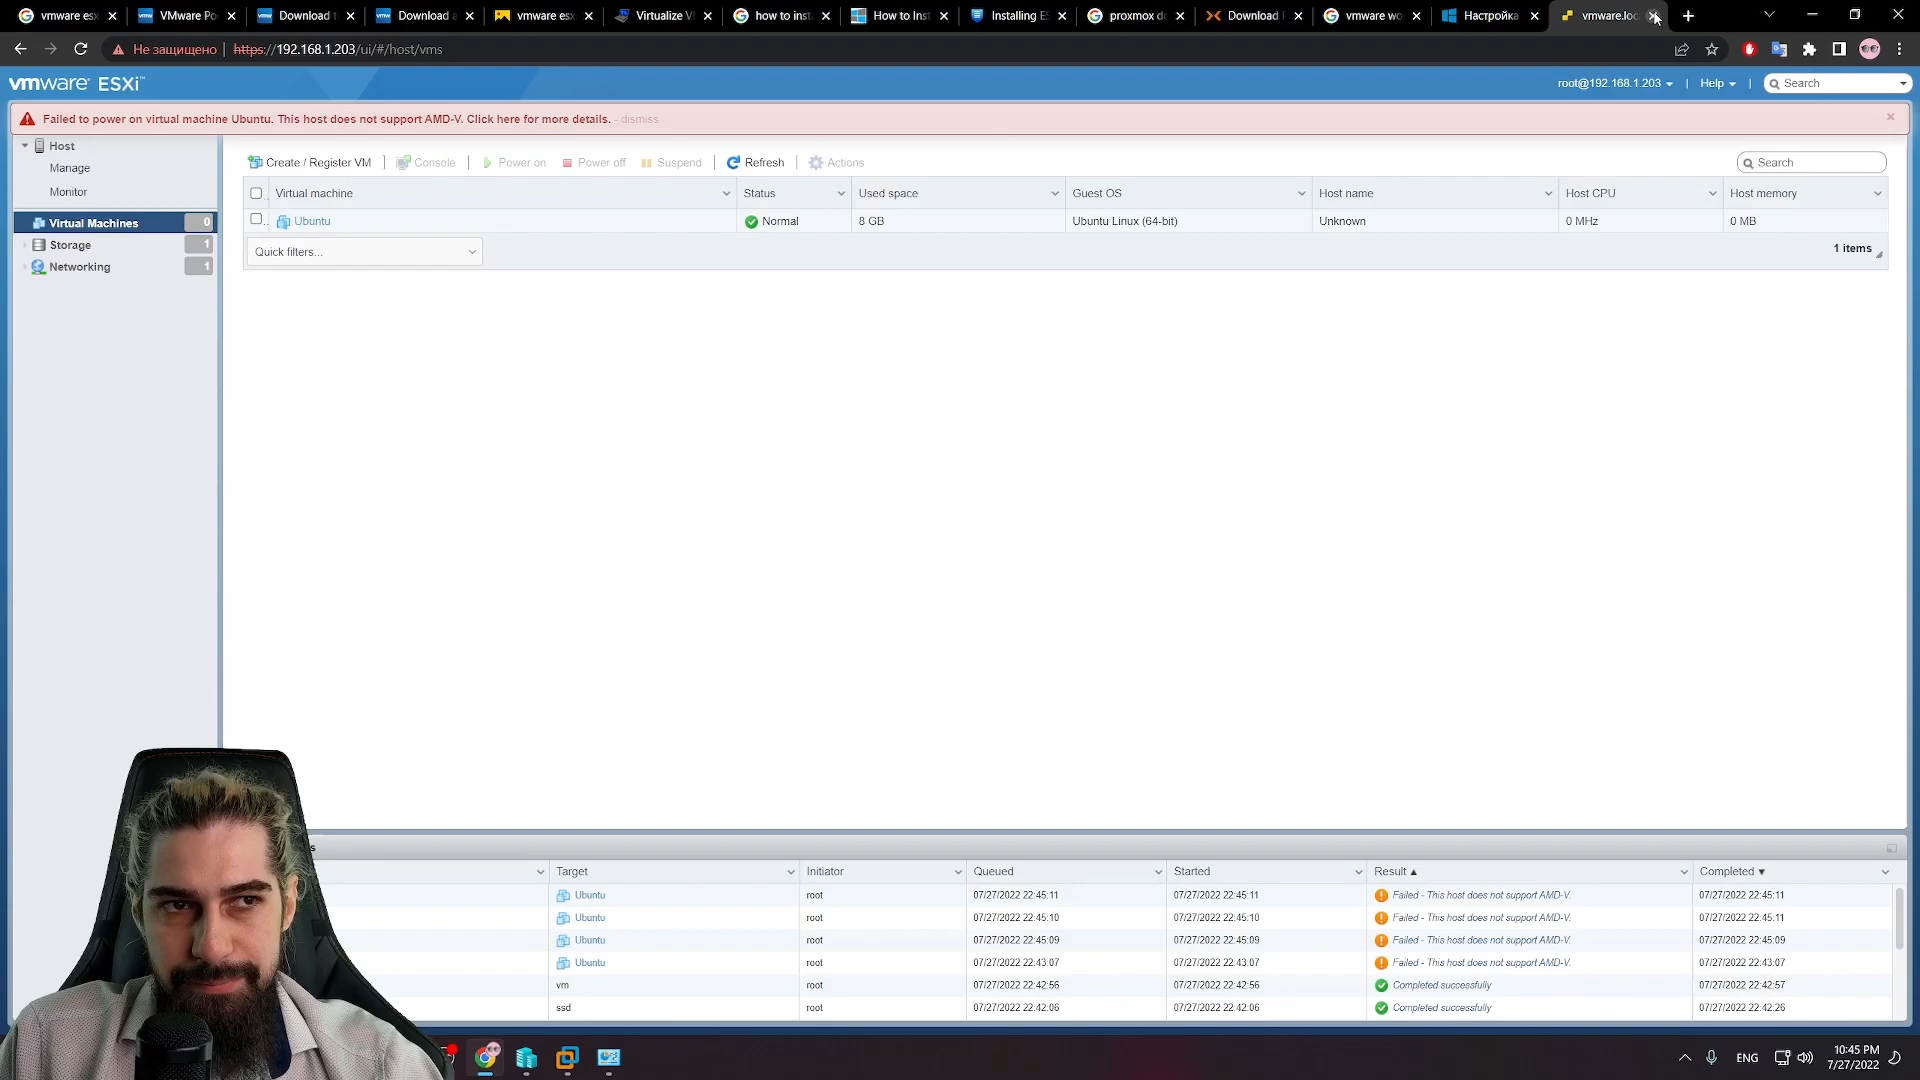 vmware esx
VMware Po
Download t
Download a
vmware esx
Virtualize V
how to inst
How to Inst
Installing ES
proxmox d
Download
vmware wo
Настройка
vmware.loc
Не защищено
https://192.168.1.203/ui/#/host/vms
vmware ESXi
root@192.168.1.203
Help
Search
Failed to power on virtual machine Ubuntu. This host does not support AMD-V. Click here for more details. - dismiss
Host
Manage
Monitor
Virtual Machines 0
Storage 1
Networking 1
Create / Register VM
Console
Power on
Power off
Suspend
Refresh
Actions
Search
Virtual machine Status Used space Guest OS Host name Host CPU Host memory
Ubuntu Normal 8 GB Ubuntu Linux (64-bit) Unknown 0 MHz 0 MB
Quick filters...
1 items
s
Target Initiator Queued Started Result Completed
Ubuntu root 07/27/2022 22:45:11 07/27/2022 22:45:11 Failed - This host does not support AMD-V. 07/27/2022 22:45:11
Ubuntu root 07/27/2022 22:45:10 07/27/2022 22:45:10 Failed - This host does not support AMD-V. 07/27/2022 22:45:11
Ubuntu root 07/27/2022 22:45:09 07/27/2022 22:45:09 Failed - This host does not support AMD-V. 07/27/2022 22:45:09
Ubuntu root 07/27/2022 22:43:07 07/27/2022 22:43:07 Failed - This host does not support AMD-V. 07/27/2022 22:43:07
vm root 07/27/2022 22:42:56 07/27/2022 22:42:56 Completed successfully 07/27/2022 22:42:57
ssd root 07/27/2022 22:42:06 07/27/2022 22:42:06 Completed successfully 07/27/2022 22:42:26
ENG
10:45 PM
7/27/2022